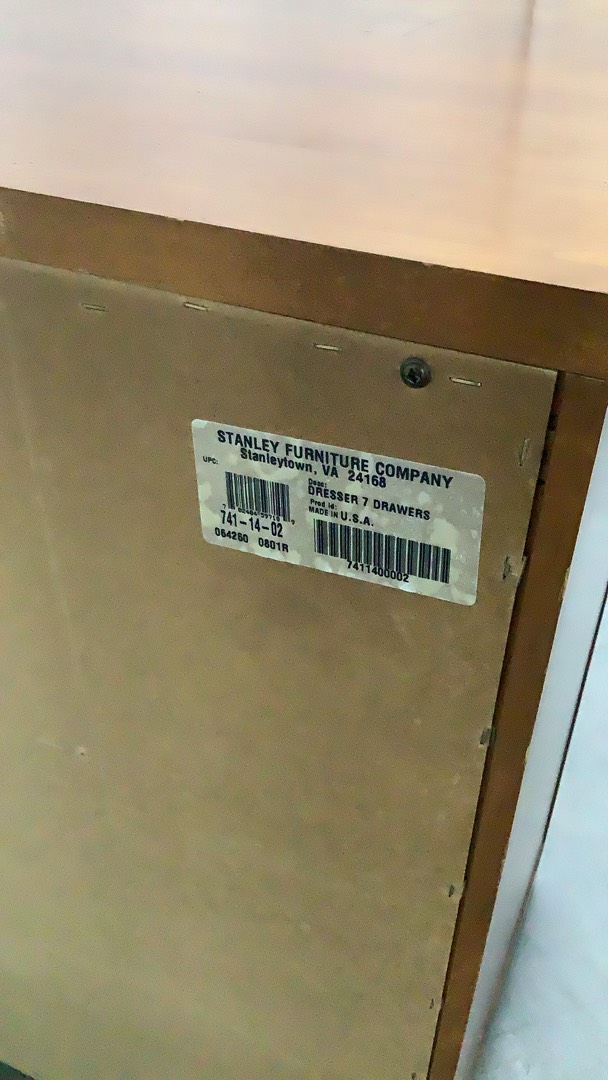 STANLEY FURNITURE COMPANY
Stanleytown, VA 24168
UPC:
Desc:
DRESSER 7 DRAWERS
Prod Id:
MADE IN U.S.A.
741-14-02
064260 0801R
7411400002